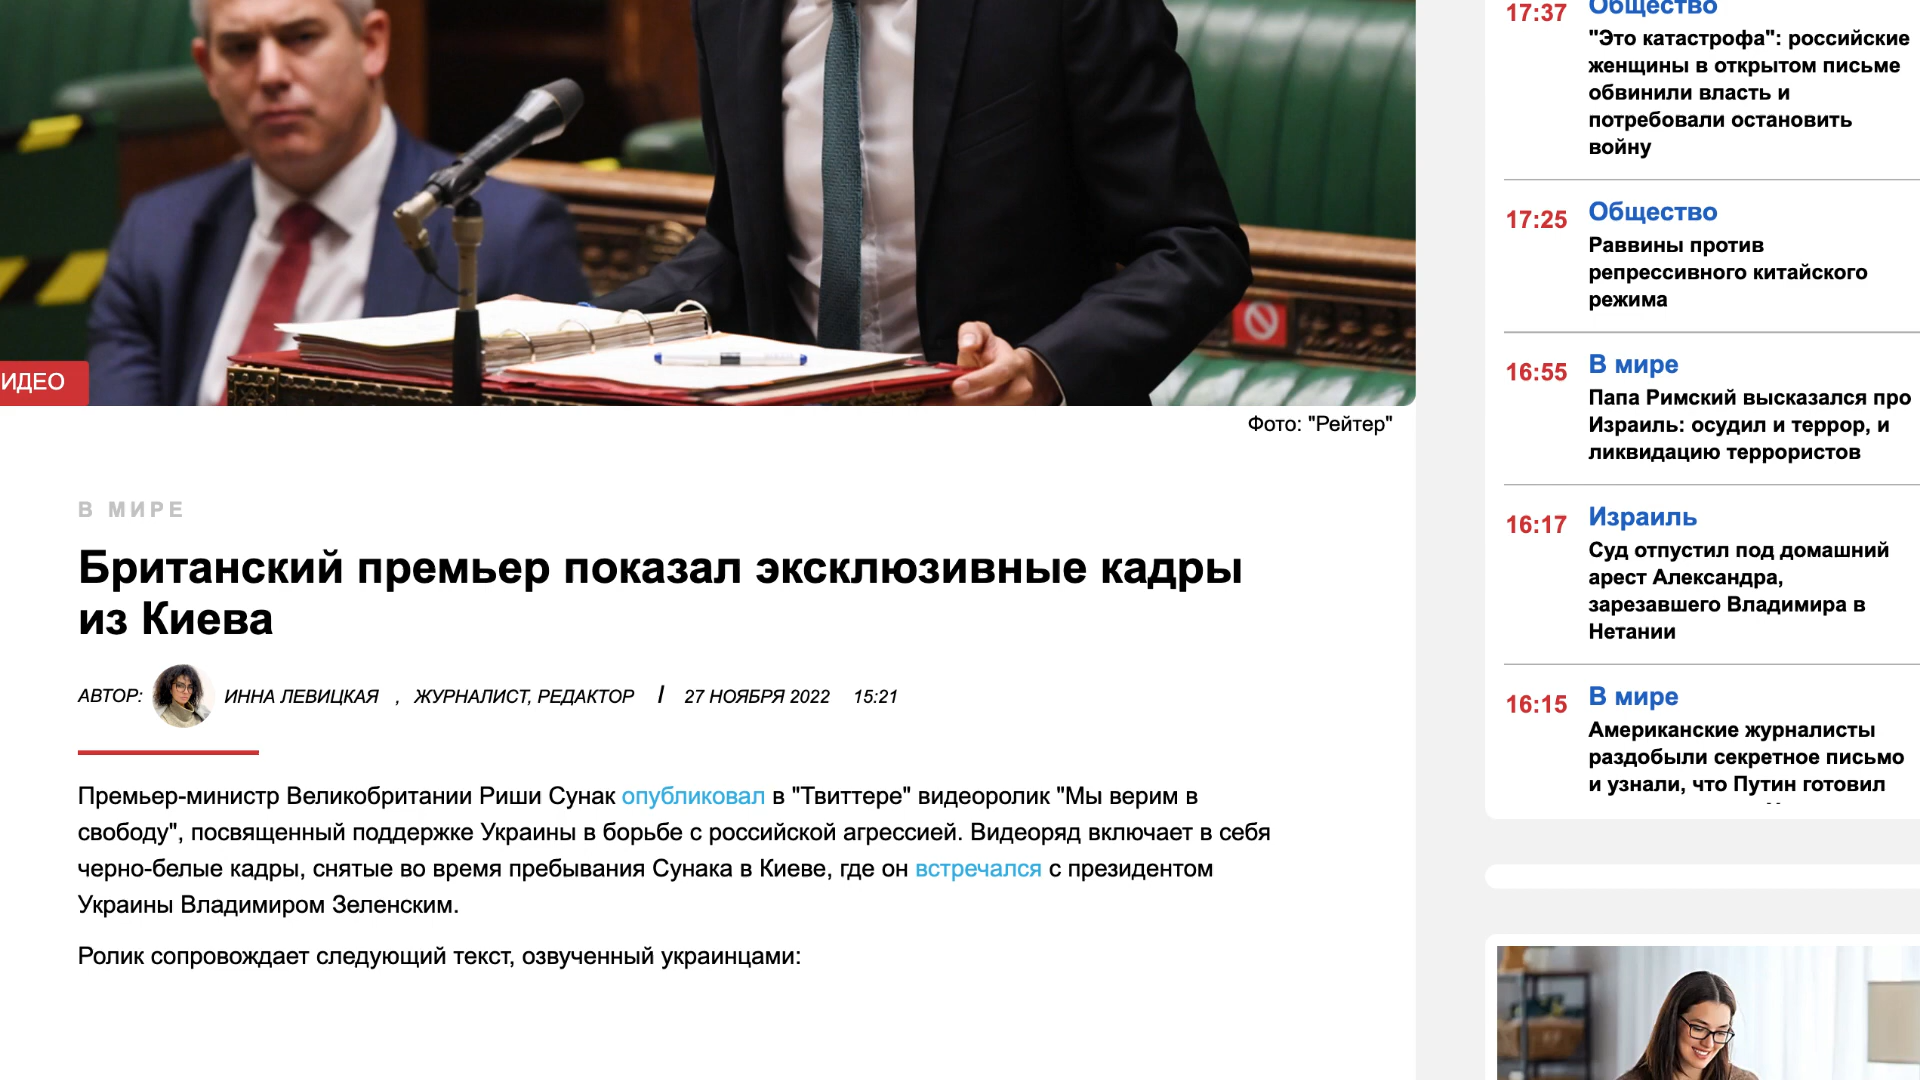 ИДЕО
Фото: "Рейтер"
В МИРЕ
Британский премьер показал эксклюзивные кадры
из Киева
АВТОР: ИННА ЛЕВИЦКАЯ , ЖУРНАЛИСТ, РЕДАКТОР / 27 НОЯБРЯ 2022 15:21
Премьер-министр Великобритании Риши Сунак опубликовал в "Твиттере" видеоролик "Мы верим в
свободу", посвященный поддержке Украины в борьбе с российской агрессией. Видеоряд включает в себя
черно-белые кадры, снятые во время пребывания Сунака в Киеве, где он встречался с президентом
Украины Владимиром Зеленским.
Ролик сопровождает следующий текст, озвученный украинцами:
17:37 Общество
"Это катастрофа": российские
женщины в открытом письме
обвинили власть и
потребовали остановить
войну
17:25 Общество
Раввины против
репрессивного китайского
режима
16:55 В мире
Папа Римский высказался про
Израиль: осудил и террор, и
ликвидацию террористов
16:17 Израиль
Суд отпустил под домашний
арест Александра,
зарезавшего Владимира в
Нетании
16:15 В мире
Американские журналисты
раздобыли секретное письмо
и узнали, что Путин готовил